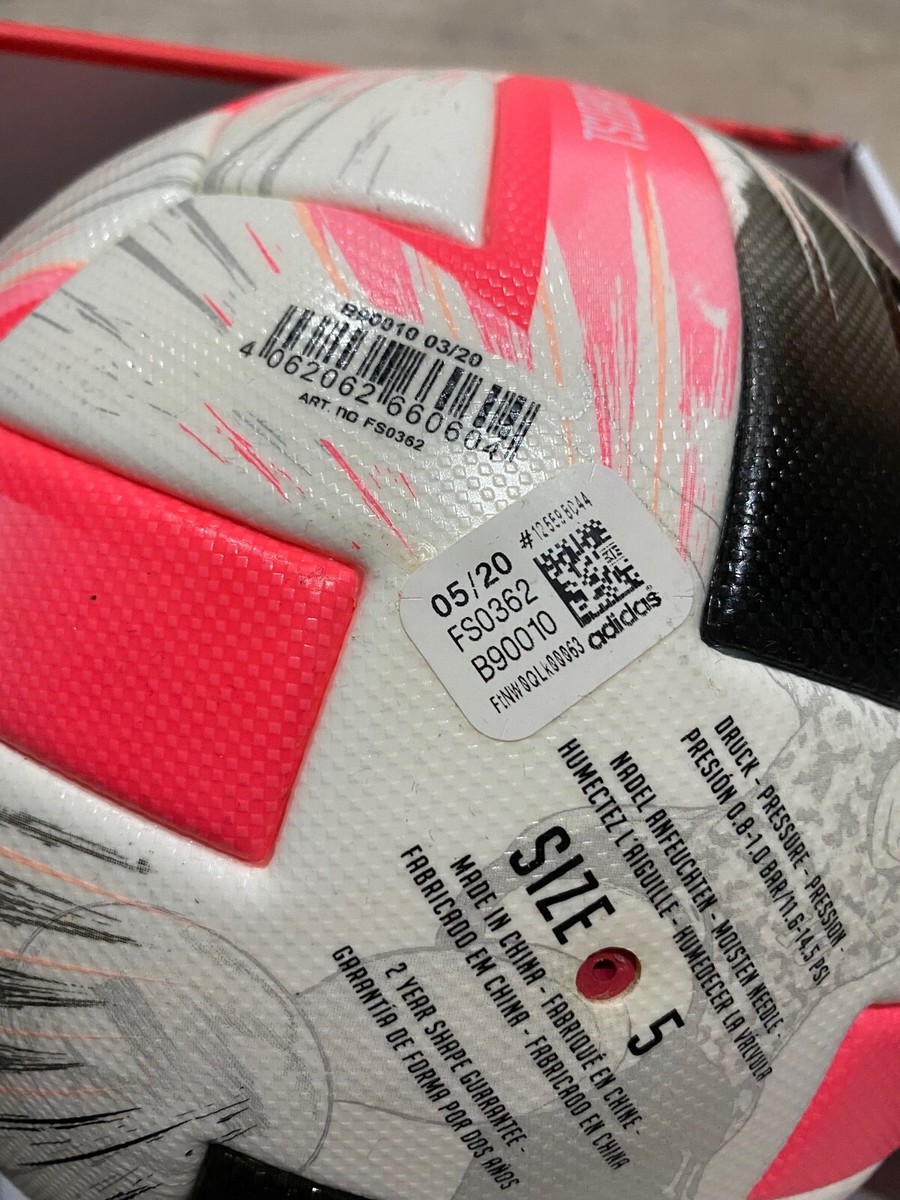 B90010 03/20
4 062062 660604
ART. no FS0362
05/20
FS0362
B90010
adidas
DRUCK - PRESSURE - PRESSION -
PRESIÓN 0.8-1.0 BAR/11.6-14.5 PSI
NADEL ANFEUCHTEN - MOISTEN NEEDLE -
HUMECTEZ L'AIGUILLE - HUMEDECER LA VÁLVULA
SIZE 5
MADE IN CHINA - FABRIQUÉ EN CHINE -
FABRICADO EM CHINA - FABRICADO EN CHINA
2 YEAR SHAPE GUARANTEE -
GARANTÍA DE FORMA POR DOS AÑOS